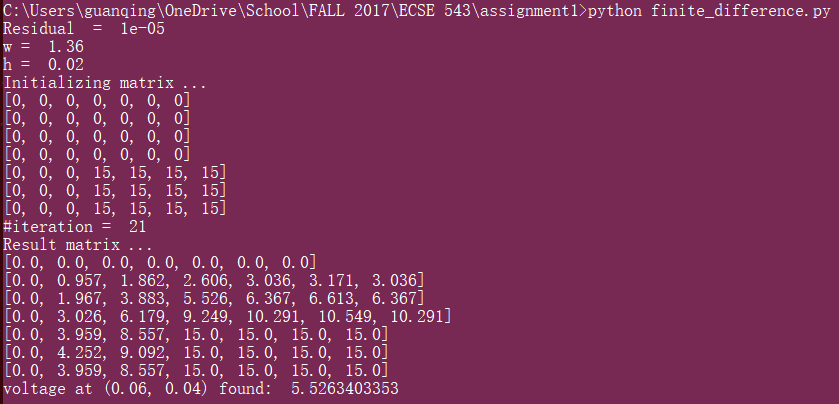 C:\Users\guanqing\OneDrive\School\FALL 2017\ECSE 543\assignment1>python finite_difference.py
Residual  =  1e-05
w =  1.36
h =  0.02
Initializing matrix ...
[0, 0, 0, 0, 0, 0, 0]
[0, 0, 0, 0, 0, 0, 0]
[0, 0, 0, 0, 0, 0, 0]
[0, 0, 0, 0, 0, 0, 0]
[0, 0, 0, 15, 15, 15, 15]
[0, 0, 0, 15, 15, 15, 15]
[0, 0, 0, 15, 15, 15, 15]
#iteration =  21
Result matrix ...
[0.0, 0.0, 0.0, 0.0, 0.0, 0.0, 0.0]
[0.0, 0.957, 1.862, 2.606, 3.036, 3.171, 3.036]
[0.0, 1.967, 3.883, 5.526, 6.367, 6.613, 6.367]
[0.0, 3.026, 6.179, 9.249, 10.291, 10.549, 10.291]
[0.0, 3.959, 8.557, 15.0, 15.0, 15.0, 15.0]
[0.0, 4.252, 9.092, 15.0, 15.0, 15.0, 15.0]
[0.0, 3.959, 8.557, 15.0, 15.0, 15.0, 15.0]
voltage at (0.06, 0.04) found:  5.5263403353